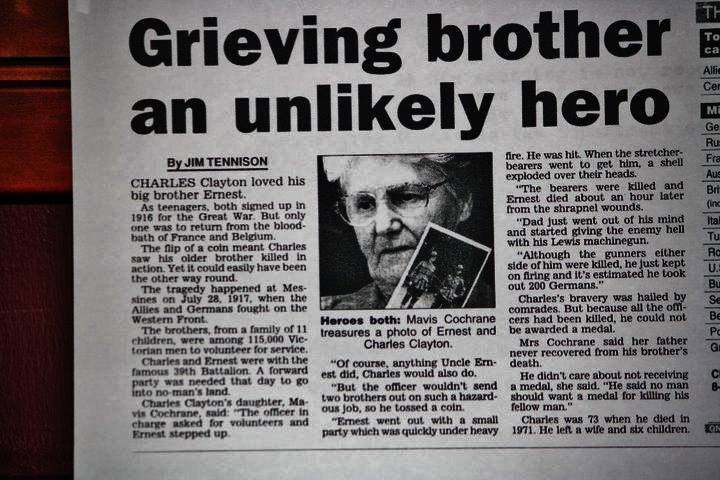 Grieving brother
an unlikely hero
By JIM TENNISON
CHARLES Clayton loved his
big brother Ernest.
As teenagers, both signed up in
1916 for the Great War. But only
one was to return from the blood-
bath of France and Belgium.
The flip of a coin meant Charles
saw his older brother killed in
action. Yet it could easily have been
the other way round.
The tragedy happened at Mes-
sines on July 28, 1917, when the
Allies and Germans fought on the
Western Front.
The brothers, from a family of 11
children, were among 115,000 Vic-
torian men to volunteer for service.
Charles and Ernest were with the
famous 39th Battalion. A forward
party was needed that day to go
into no-man's land.
Charles Clayton's daughter, Ma-
vis Cochrane, said: "The officer in
charge asked for volunteers and
Ernest stepped up.
Heroes both: Mavis Cochrane
treasures a photo of Ernest and
Charles Clayton.
"Of course, anything Uncle Ern-
est did, Charles would also do.
"But the officer wouldn't send
two brothers out on such a hazard-
ous job, so he tossed a coin.
"Ernest went out with a small
party which was quickly under heavy
fire. He was hit. When the stretcher-
bearers went to get him, a shell
exploded over their heads.
"The bearers were killed and
Ernest died about an hour later
from the shrapnel wounds.
"Dad just went out of his mind
and started giving the enemy hell
with his Lewis machinegun.
"Although the gunners either
side of him were killed, he just kept
on firing and it's estimated he took
out 200 Germans."
Charles's bravery was hailed by
comrades. But because all the offi-
cers had been killed, he could not
be awarded a medal.
Mrs Cochrane said her father
never recovered from his brother's
death.
He didn't care about not receiving
a medal, she said. "He said no man
should want a medal for killing his
fellow man."
Charles was 73 when he died in
1971. He left a wife and six children.
TH
To
ca
Allie
Cer
Mi
Ge
Rus
Fra
Aus
Bri
(inc
Ita
Tu
Ro
U.
Bu
Se
Be
Po
Gr
C
8-